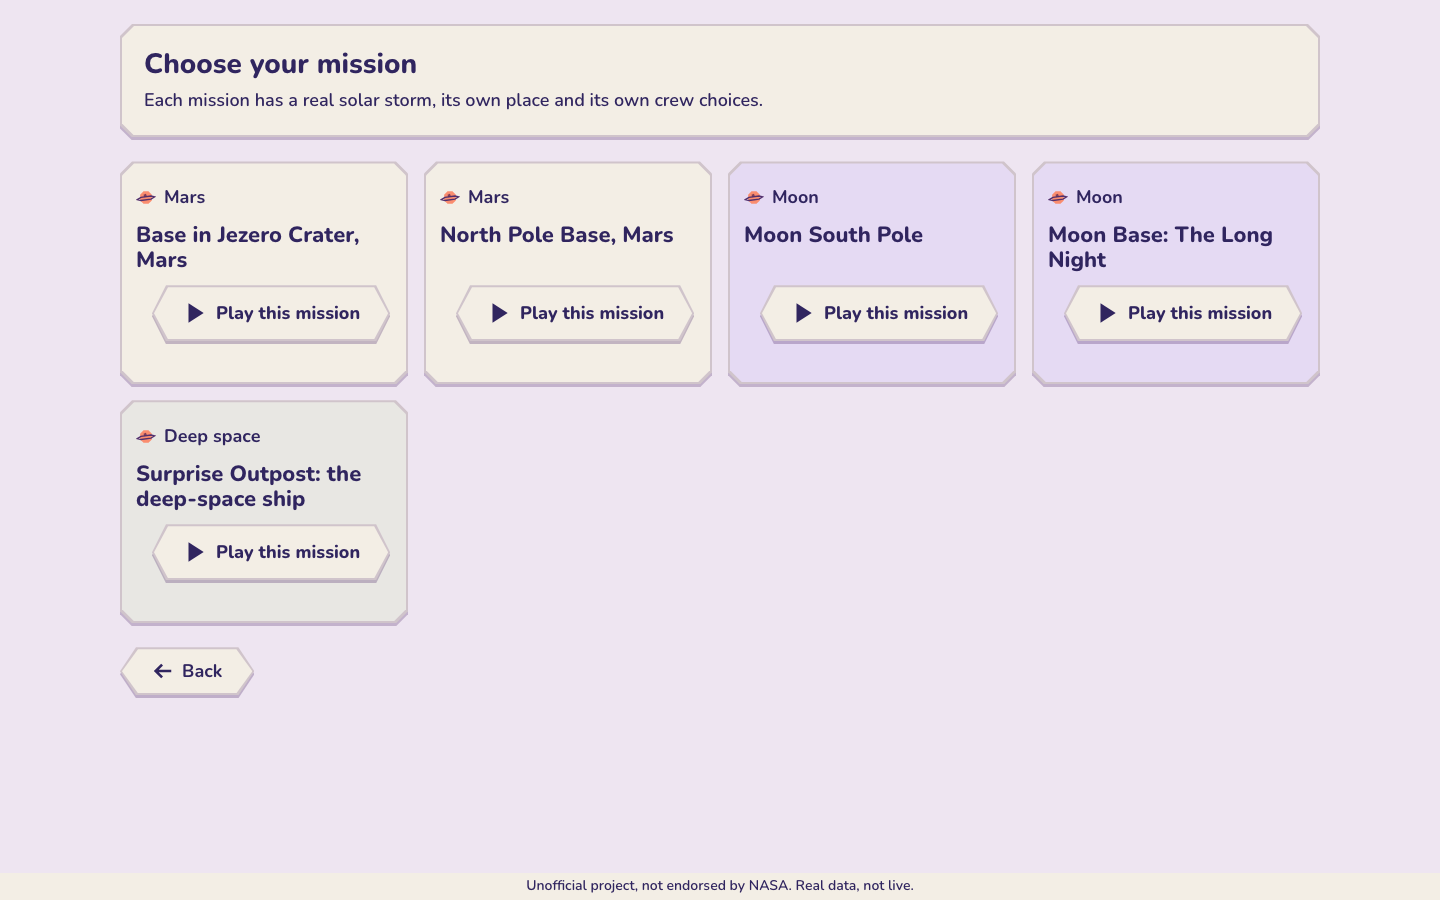 Choose your mission
Each mission has a real solar storm, its own place and its own crew choices.
Mars
Base in Jezero Crater,
Mars
Play this mission
Mars
North Pole Base, Mars
Play this mission
Moon
Moon South Pole
Play this mission
Moon
Moon Base: The Long
Night
Play this mission
Deep space
Surprise Outpost: the
deep-space ship
Play this mission
Back
Unofficial project, not endorsed by NASA. Real data, not live.